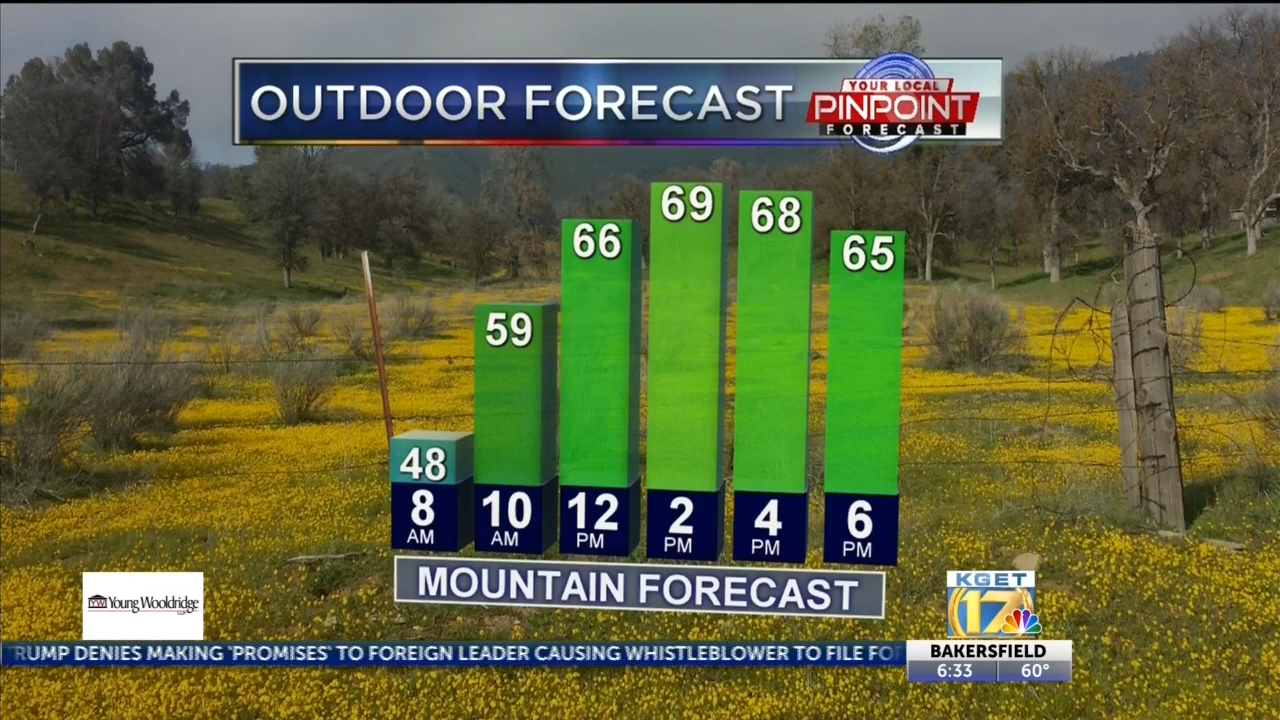 OUTDOOR FORECAST
YOUR LOCAL
PINPOINT
FORECAST
48
59
66
69
68
65
8
AM
10
AM
12
PM
2
PM
4
PM
6
PM
MOUNTAIN FORECAST
YW Young Wooldridge
LLP
KGET
17
RUMP DENIES MAKING "PROMISES" TO FOREIGN LEADER CAUSING WHISTLEBLOWER TO FILE FO
BAKERSFIELD
6:33 60°